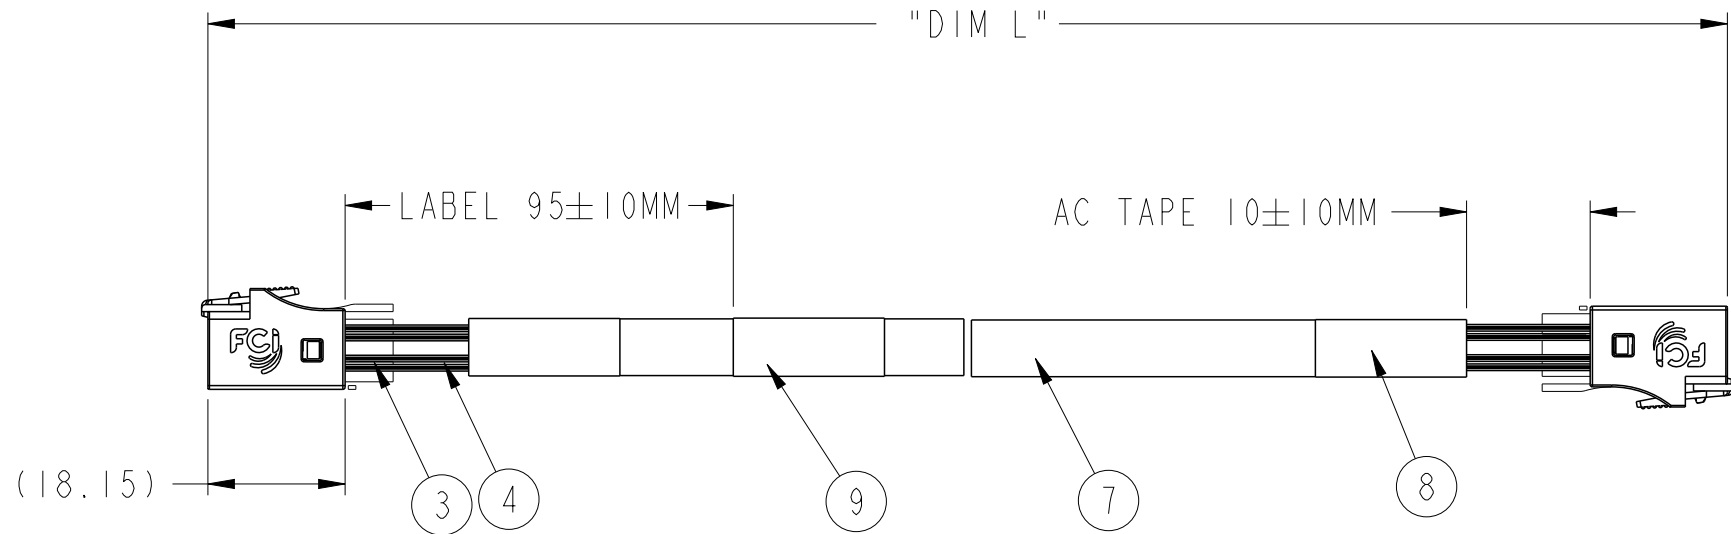 "DIM L"
LABEL 95±10MM
AC TAPE 10±10MM
FCI
FCI
(18.15)
3
4
9
7
8